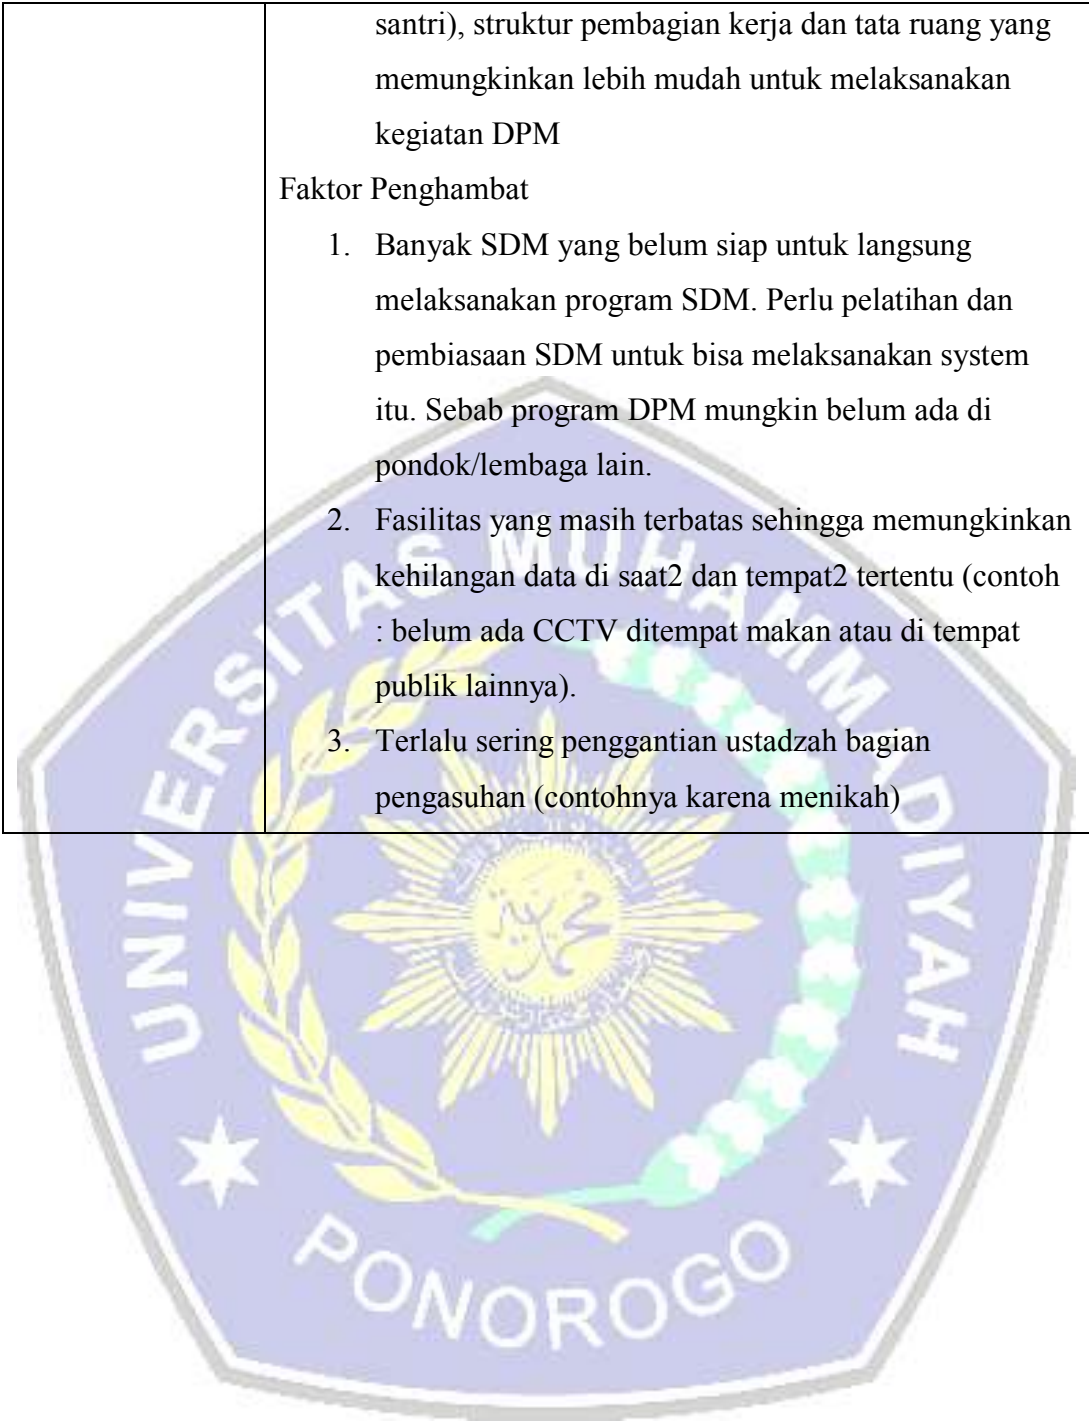 santri), struktur pembagian kerja dan tata ruang yang
memungkinkan lebih mudah untuk melaksanakan
kegiatan DPM
Faktor Penghambat
1. Banyak SDM yang belum siap untuk langsung
melaksanakan program SDM. Perlu pelatihan dan
pembiasaan SDM untuk bisa melaksanakan system
itu. Sebab program DPM mungkin belum ada di
pondok/lembaga lain.
2. Fasilitas yang masih terbatas sehingga memungkinkan
kehilangan data di saat2 dan tempat2 tertentu (contoh
: belum ada CCTV ditempat makan atau di tempat
publik lainnya).
3. Terlalu sering penggantian ustadzah bagian
pengasuhan (contohnya karena menikah)
UNIVERSITAS MUHAMMADIYAH
PONOROGO